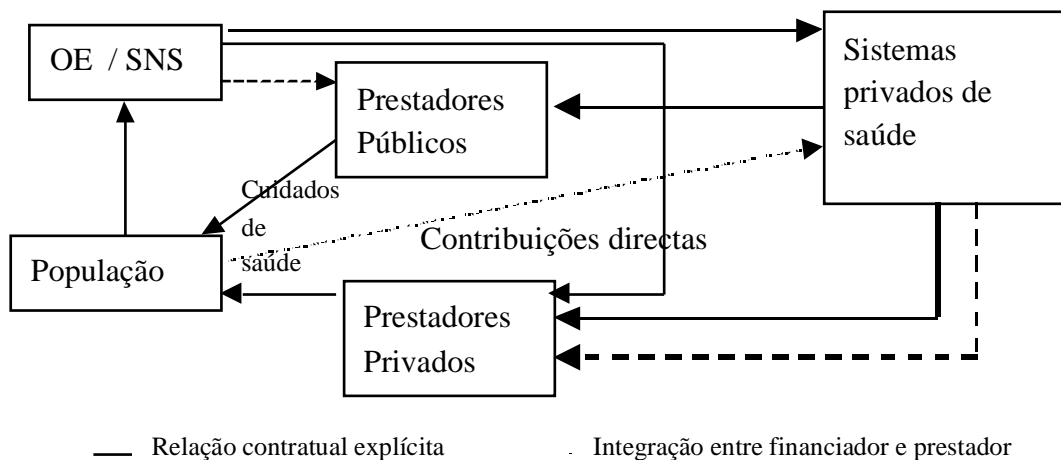 OE / SNS
Sistemas
privados de
saúde
Prestadores
Públicos
Cuidados
de
saúde
Contribuições directas
População
Prestadores
Privados
Relação contratual explícita
Integração entre financiador e prestador